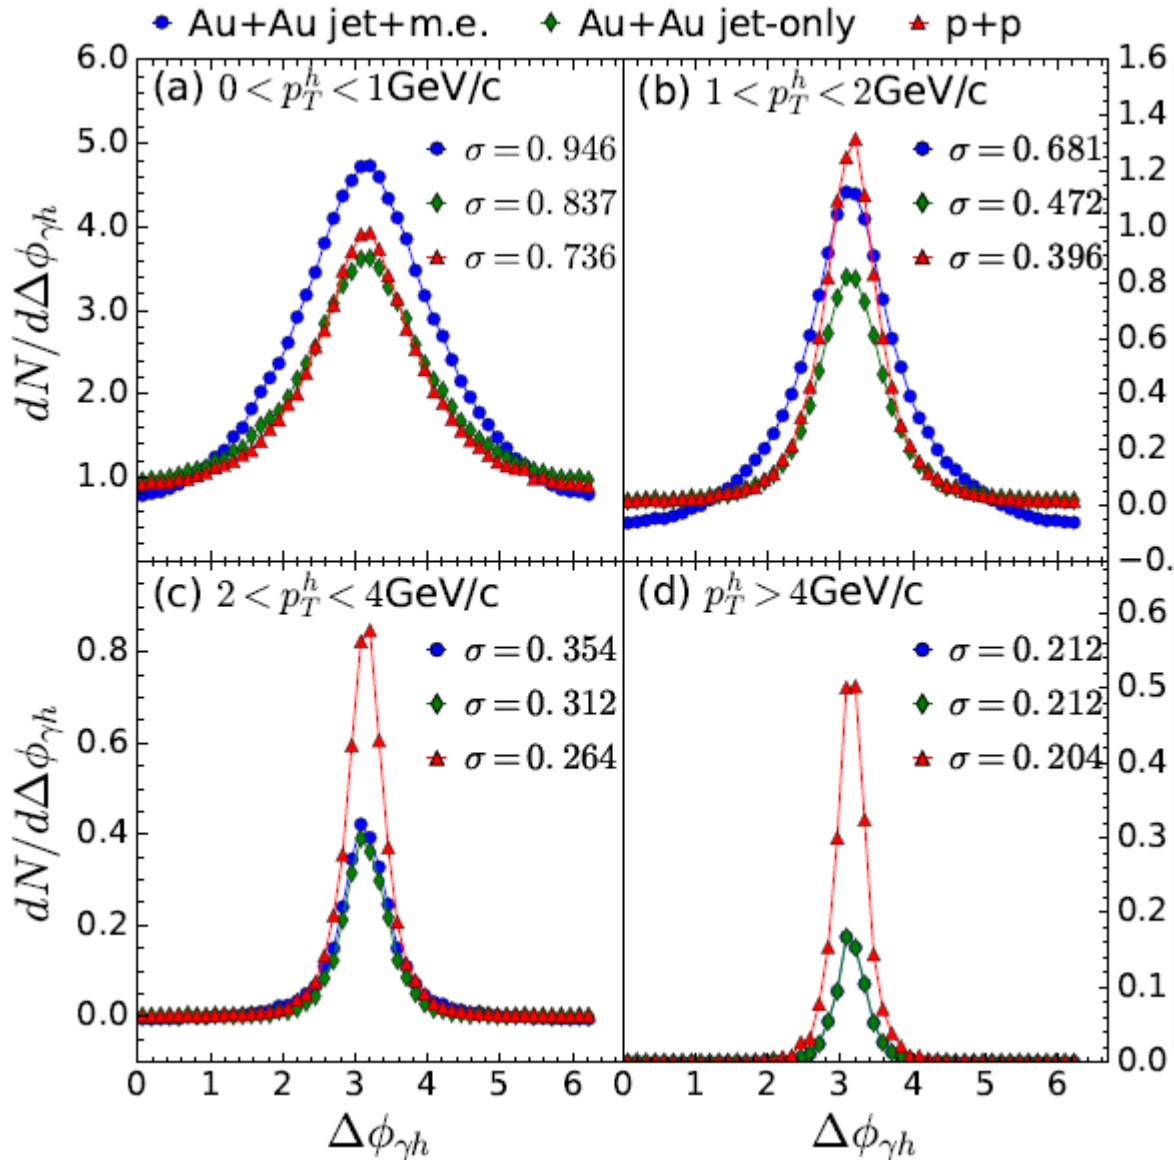 Au+Au jet+m.e. Au+Au jet-only p+p
6.0 (a) 0 < p_T^h < 1GeV/c (b) 1 < p_T^h < 2GeV/c 1.6
5.0 σ=0.946 σ=0.681 1.4
σ=0.837 σ=0.472 1.2
4.0 σ=0.736 σ=0.396 1.0
dN/dΔϕ_γh
3.0 0.8
0.6
2.0 0.4
0.2
1.0 0.0
−0.
(c) 2 < p_T^h < 4GeV/c (d) p_T^h > 4GeV/c 0.6
0.8 σ=0.354 σ=0.212
σ=0.312 σ=0.212 0.5
0.6 σ=0.264 σ=0.204 0.4
dN/dΔϕ_γh
0.4 0.3
0.2 0.2
0.1
0.0 0.0
0 1 2 3 4 5 6 0 1 2 3 4 5 6
Δϕ_γh Δϕ_γh